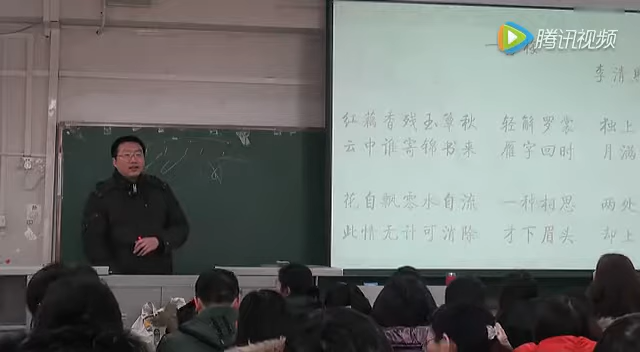 腾讯视频
一
李清
红藕香残玉簟秋 轻解罗裳 独上
云中谁寄锦书来 雁字回时 月满
花自飘零水自流 一种相思 两处
此情无计可消除 才下眉头 却上